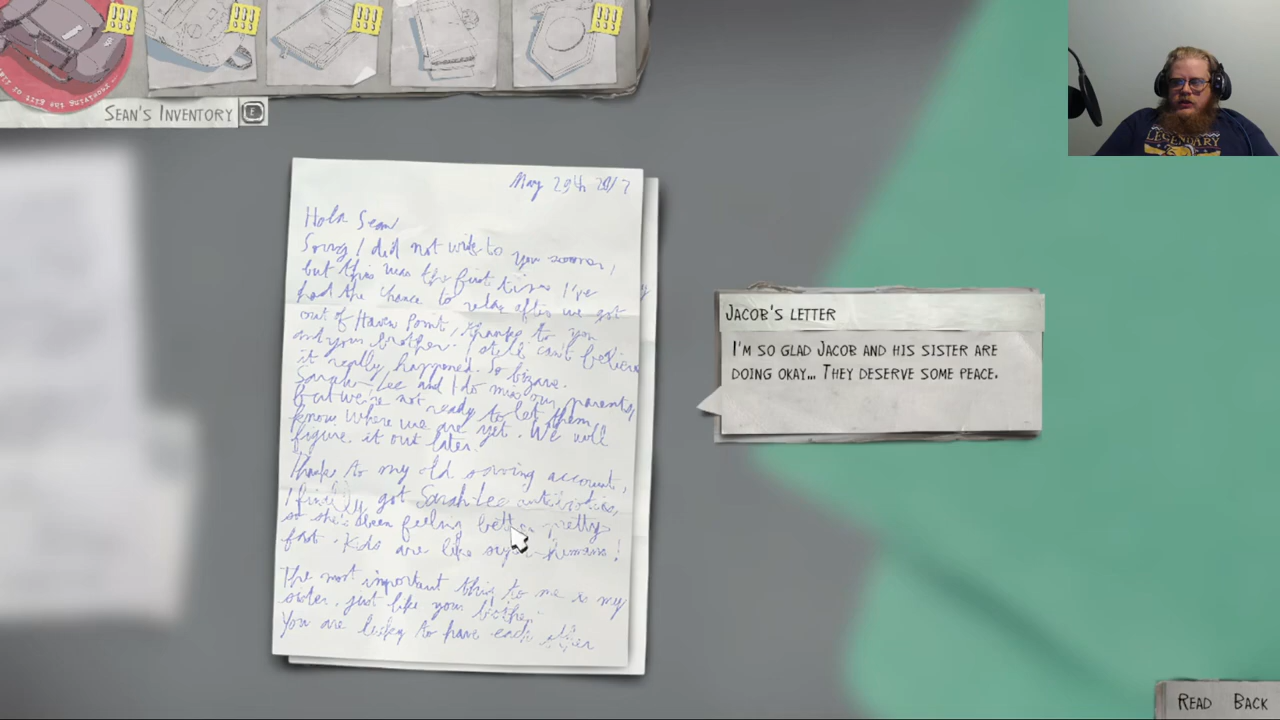 SEAN'S INVENTORY
E
LEGENDARY
May 29th 2017
Hola Sean
Sorry I did not write to you sooner,
but this was the first time I've
had the chance to relax after we got
out of Haven Point, thanks to you
and your brother. I still can't believe
it really happened. So bizare.
Sarah Lee and I do miss our parents,
but we're not ready to let them
know where we are yet. We will
figure it out later.
Thanks to my old saving account,
I finally got Sarah Lee antibiotics,
so she's been feeling better pretty
fast. Kids are like super-humans!
The most important thing to me is my
sister. Just like your brother.
You are lucky to have each other
JACOB'S LETTER
I'M SO GLAD JACOB AND HIS SISTER ARE
DOING OKAY... THEY DESERVE SOME PEACE.
READ BACK